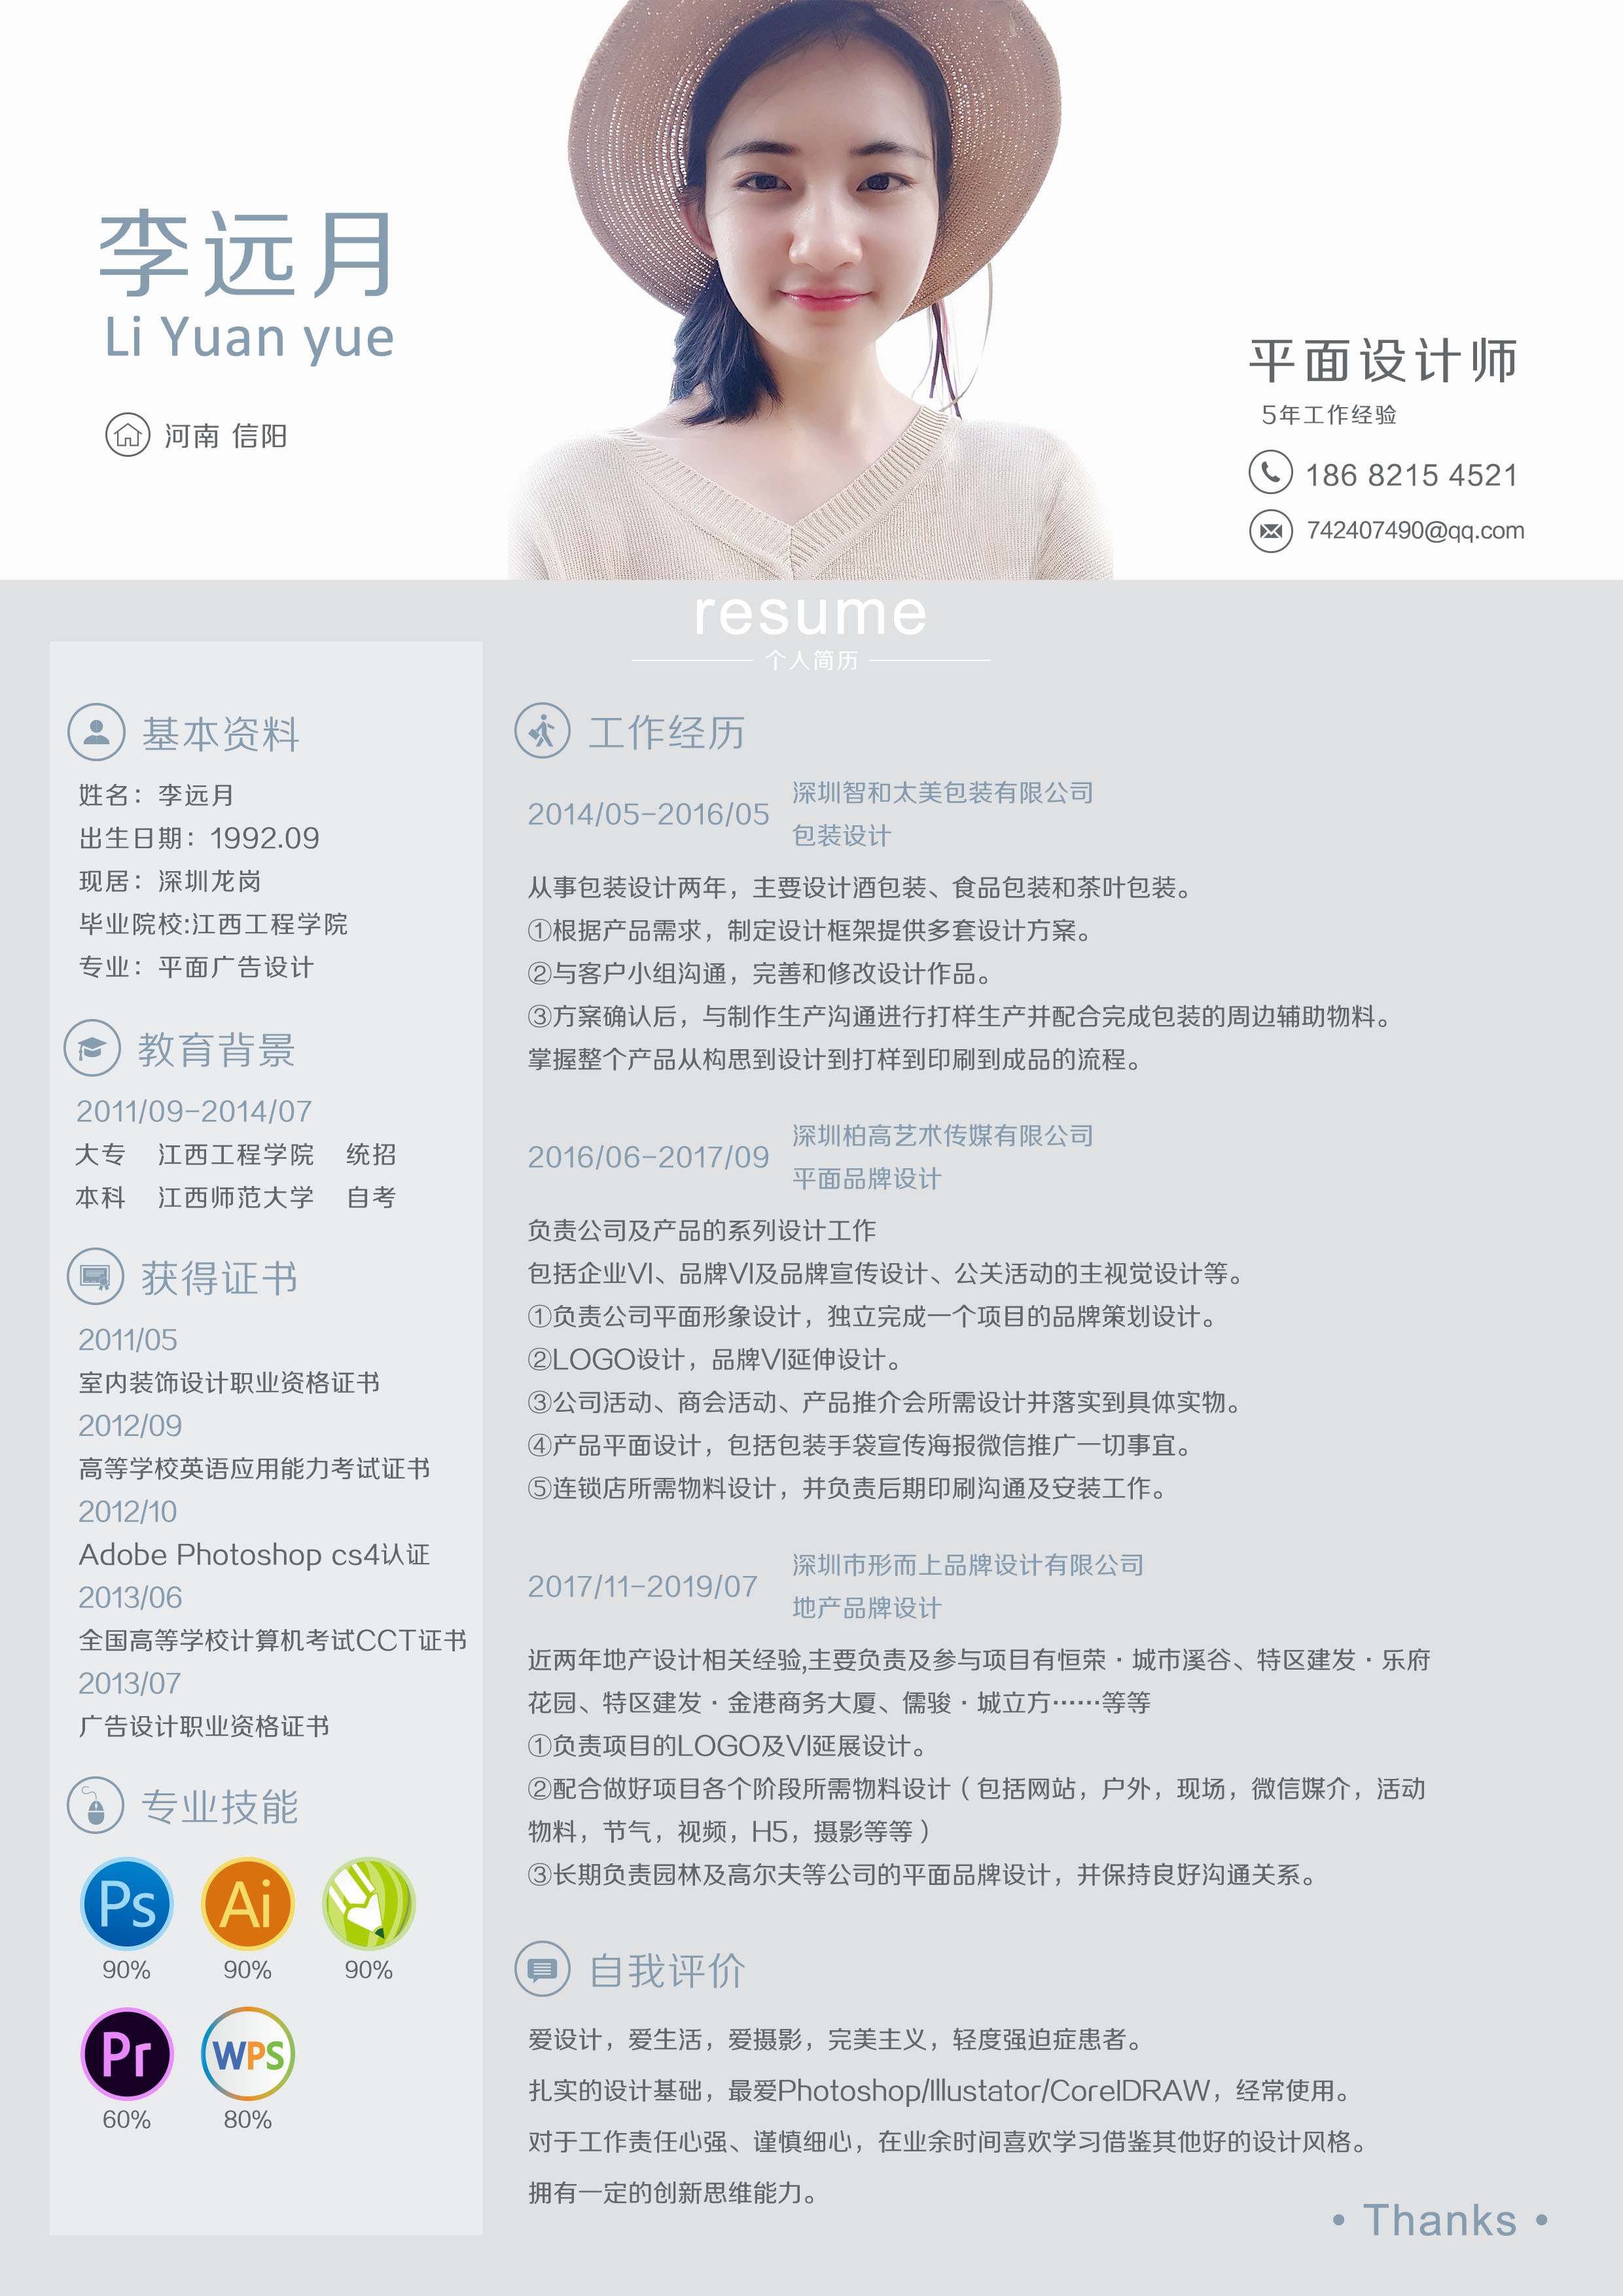 李远月
Li Yuan yue
河南 信阳
平面设计师
5年工作经验
186 8215 4521
742407490@qq.com
resume
个人简历
基本资料
姓名：李远月
出生日期：1992.09
现居：深圳龙岗
毕业院校:江西工程学院
专业：平面广告设计
教育背景
2011/09-2014/07
大专 江西工程学院 统招
本科 江西师范大学 自考
获得证书
2011/05
室内装饰设计职业资格证书
2012/09
高等学校英语应用能力考试证书
2012/10
Adobe Photoshop cs4认证
2013/06
全国高等学校计算机考试CCT证书
2013/07
广告设计职业资格证书
专业技能
Ps Ai
90% 90% 90%
Pr WPS
60% 80%
工作经历
2014/05-2016/05
深圳智和太美包装有限公司
包装设计
从事包装设计两年，主要设计酒包装、食品包装和茶叶包装。
①根据产品需求，制定设计框架提供多套设计方案。
②与客户小组沟通，完善和修改设计作品。
③方案确认后，与制作生产沟通进行打样生产并配合完成包装的周边辅助物料。
掌握整个产品从构思到设计到打样到印刷到成品的流程。
2016/06-2017/09
深圳柏高艺术传媒有限公司
平面品牌设计
负责公司及产品的系列设计工作
包括企业VI、品牌VI及品牌宣传设计、公关活动的主视觉设计等。
①负责公司平面形象设计，独立完成一个项目的品牌策划设计。
②LOGO设计，品牌VI延伸设计。
③公司活动、商会活动、产品推介会所需设计并落实到具体实物。
④产品平面设计，包括包装手袋宣传海报微信推广一切事宜。
⑤连锁店所需物料设计，并负责后期印刷沟通及安装工作。
2017/11-2019/07
深圳市形而上品牌设计有限公司
地产品牌设计
近两年地产设计相关经验,主要负责及参与项目有恒荣·城市溪谷、特区建发·乐府
花园、特区建发·金港商务大厦、儒骏·城立方……等等
①负责项目的LOGO及VI延展设计。
②配合做好项目各个阶段所需物料设计（包括网站，户外，现场，微信媒介，活动
物料，节气，视频，H5，摄影等等）
③长期负责园林及高尔夫等公司的平面品牌设计，并保持良好沟通关系。
自我评价
爱设计，爱生活，爱摄影，完美主义，轻度强迫症患者。
扎实的设计基础，最爱Photoshop/Illustator/CorelDRAW，经常使用。
对于工作责任心强、谨慎细心，在业余时间喜欢学习借鉴其他好的设计风格。
拥有一定的创新思维能力。
• Thanks •